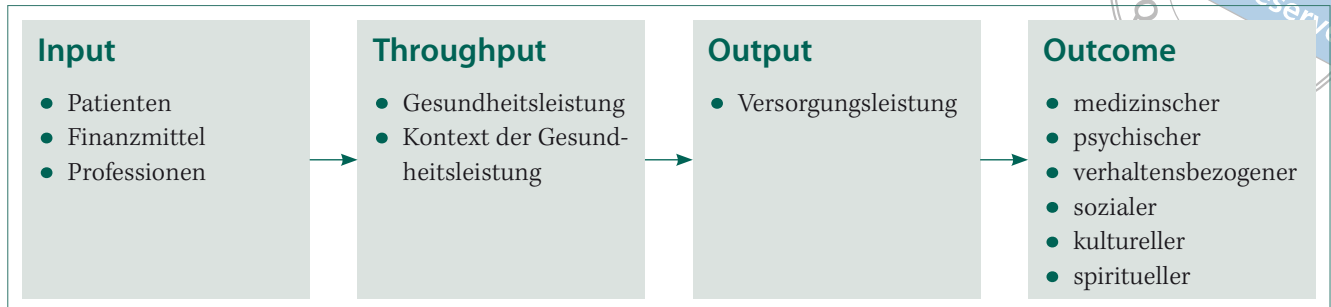 Input
• Patienten
• Finanzmittel
• Professionen
Throughput
• Gesundheitsleistung
• Kontext der Gesund-
heitsleistung
Output
• Versorgungsleistung
Outcome
• medizinscher
• psychischer
• verhaltensbezogener
• sozialer
• kultureller
• spiritueller